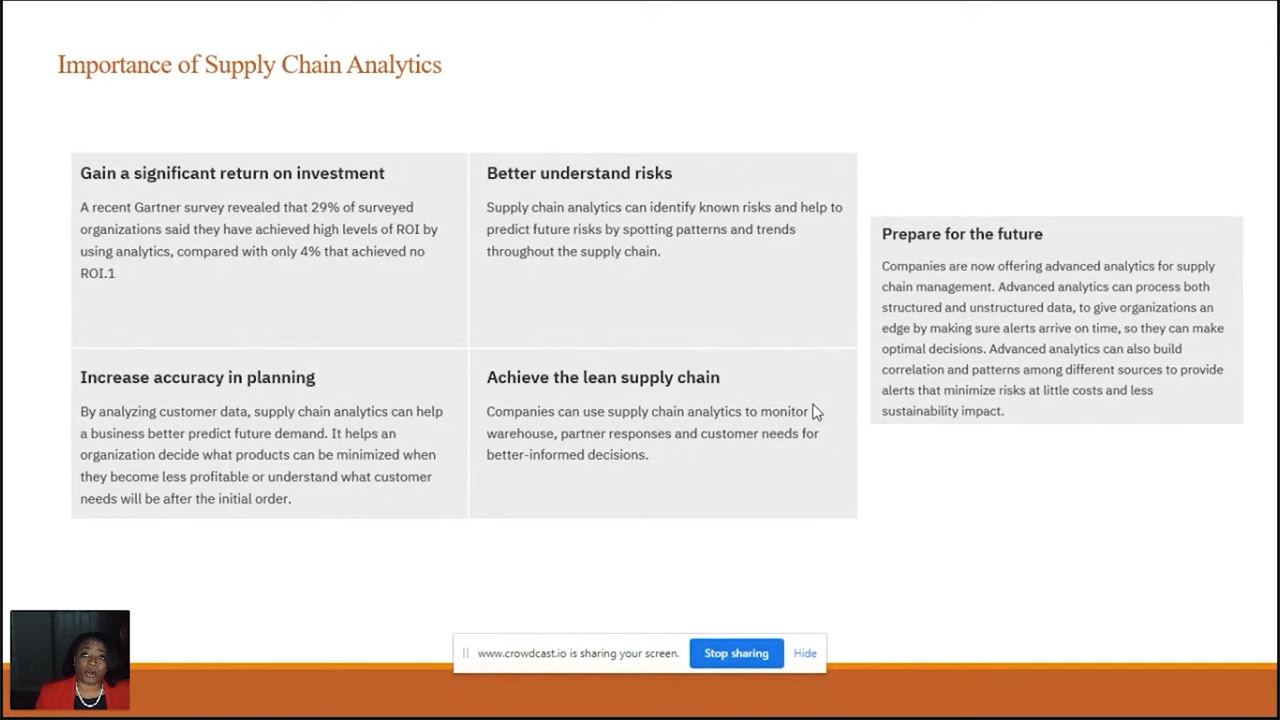 Importance of Supply Chain Analytics
Gain a significant return on investment
A recent Gartner survey revealed that 29% of surveyed
organizations said they have achieved high levels of ROI by
using analytics, compared with only 4% that achieved no
ROI.1
Better understand risks
Supply chain analytics can identify known risks and help to
predict future risks by spotting patterns and trends
throughout the supply chain.
Increase accuracy in planning
By analyzing customer data, supply chain analytics can help
a business better predict future demand. It helps an
organization decide what products can be minimized when
they become less profitable or understand what customer
needs will be after the initial order.
Achieve the lean supply chain
Companies can use supply chain analytics to monitor
warehouse, partner responses and customer needs for
better-informed decisions.
Prepare for the future
Companies are now offering advanced analytics for supply
chain management. Advanced analytics can process both
structured and unstructured data, to give organizations an
edge by making sure alerts arrive on time, so they can make
optimal decisions. Advanced analytics can also build
correlation and patterns among different sources to provide
alerts that minimize risks at little costs and less
sustainability impact.
www.crowdcast.io is sharing your screen.
Stop sharing
Hide